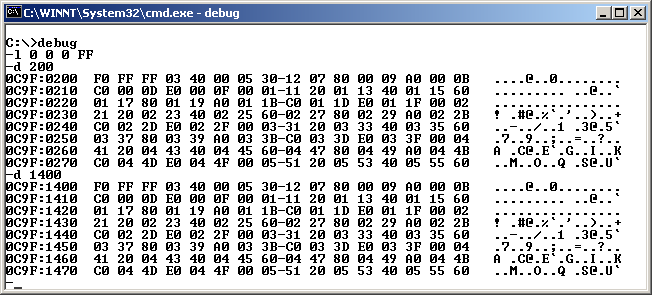 C:\WINNT\System32\cmd.exe - debug
C:\>debug
-l 0 0 0 FF
-d 200
0C9F:0200  F0 FF FF 03 40 00 05 30-12 07 80 00 09 A0 00 0B   ....@..0........
0C9F:0210  C0 00 0D E0 00 0F 00 01-11 20 01 13 40 01 15 60   ......... ..@..`
0C9F:0220  01 17 80 01 19 A0 01 1B-C0 01 1D E0 01 1F 00 02   ................
0C9F:0230  21 20 02 23 40 02 25 60-02 27 80 02 29 A0 02 2B   ! .#@.%`.'..)..+
0C9F:0240  C0 02 2D E0 02 2F 00 03-31 20 03 33 40 03 35 60   ..-../..1 .3@.5`
0C9F:0250  03 37 80 03 39 A0 03 3B-C0 03 3D E0 03 3F 00 04   .7..9..;..=..?..
0C9F:0260  41 20 04 43 40 04 45 60-04 47 80 04 49 A0 04 4B   A .C@.E`.G..I..K
0C9F:0270  C0 04 4D E0 04 4F 00 05-51 20 05 53 40 05 55 60   ..M..O..Q .S@.U`
-d 1400
0C9F:1400  F0 FF FF 03 40 00 05 30-12 07 80 00 09 A0 00 0B   ....@..0........
0C9F:1410  C0 00 0D E0 00 0F 00 01-11 20 01 13 40 01 15 60   ......... ..@..`
0C9F:1420  01 17 80 01 19 A0 01 1B-C0 01 1D E0 01 1F 00 02   ................
0C9F:1430  21 20 02 23 40 02 25 60-02 27 80 02 29 A0 02 2B   ! .#@.%`.'..)..+
0C9F:1440  C0 02 2D E0 02 2F 00 03-31 20 03 33 40 03 35 60   ..-../..1 .3@.5`
0C9F:1450  03 37 80 03 39 A0 03 3B-C0 03 3D E0 03 3F 00 04   .7..9..;..=..?..
0C9F:1460  41 20 04 43 40 04 45 60-04 47 80 04 49 A0 04 4B   A .C@.E`.G..I..K
0C9F:1470  C0 04 4D E0 04 4F 00 05-51 20 05 53 40 05 55 60   ..M..O..Q .S@.U`
-_